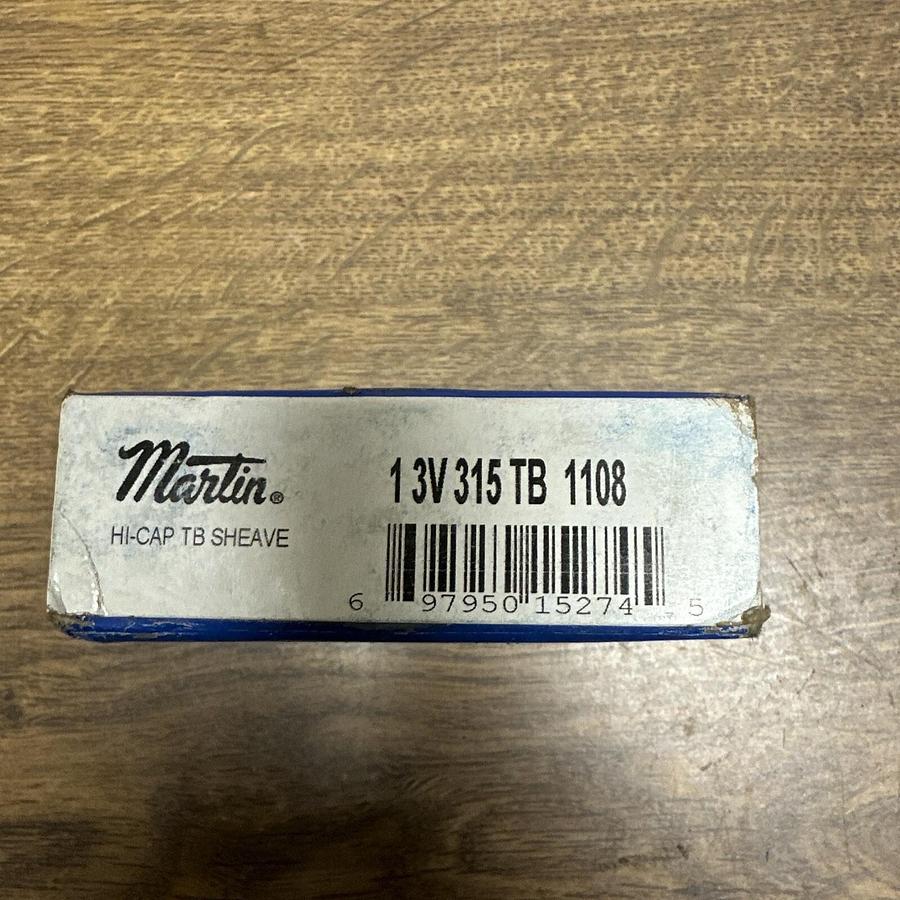 Martin®
HI-CAP TB SHEAVE
1 3V 315 TB 1108
6 97950 15274 5